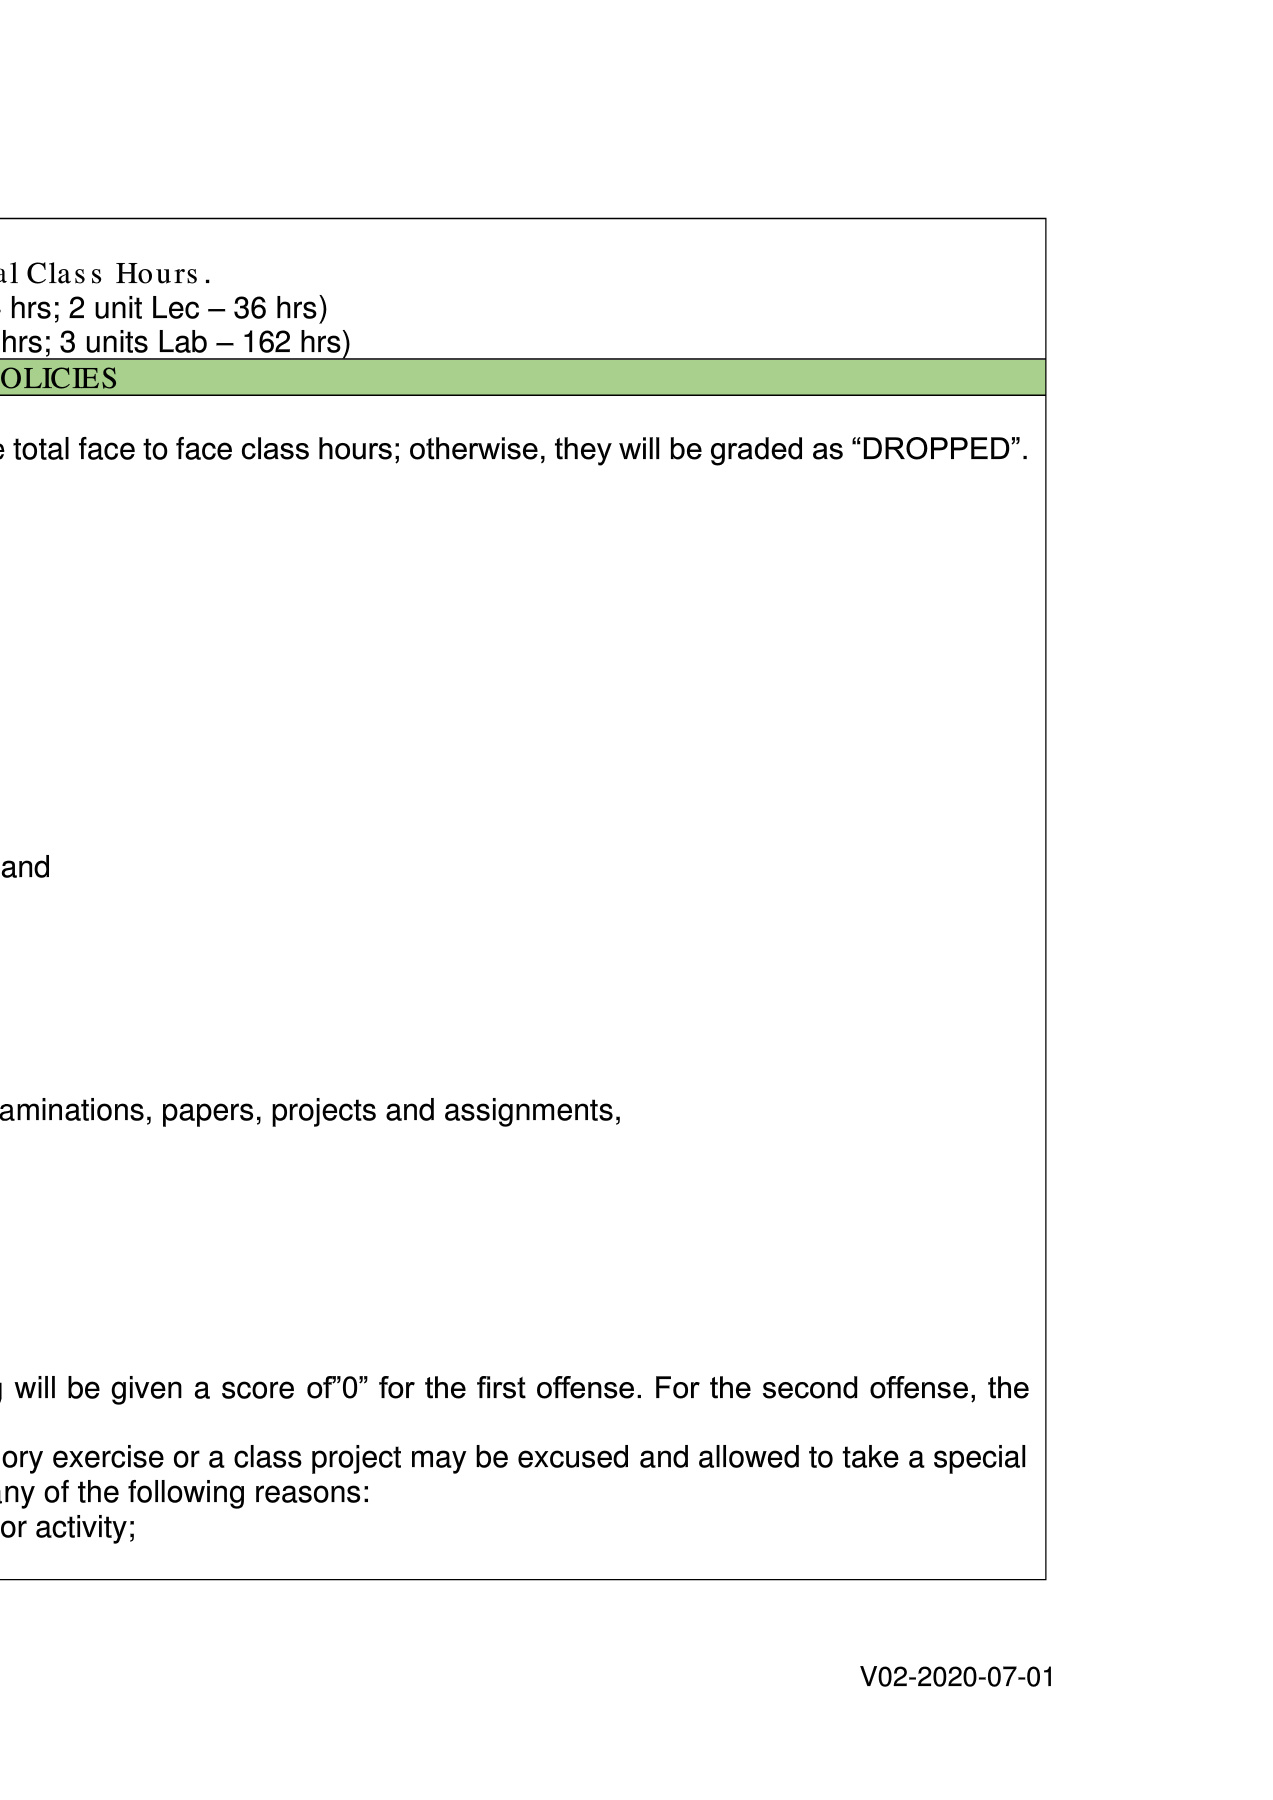 al Class Hours.
hrs; 2 unit Lec – 36 hrs)
hrs; 3 units Lab – 162 hrs)
OLICIES
e total face to face class hours; otherwise, they will be graded as “DROPPED”.
and
aminations, papers, projects and assignments,
will be given a score of”0” for the first offense. For the second offense, the
ory exercise or a class project may be excused and allowed to take a special
any of the following reasons:
or activity;
V02-2020-07-01